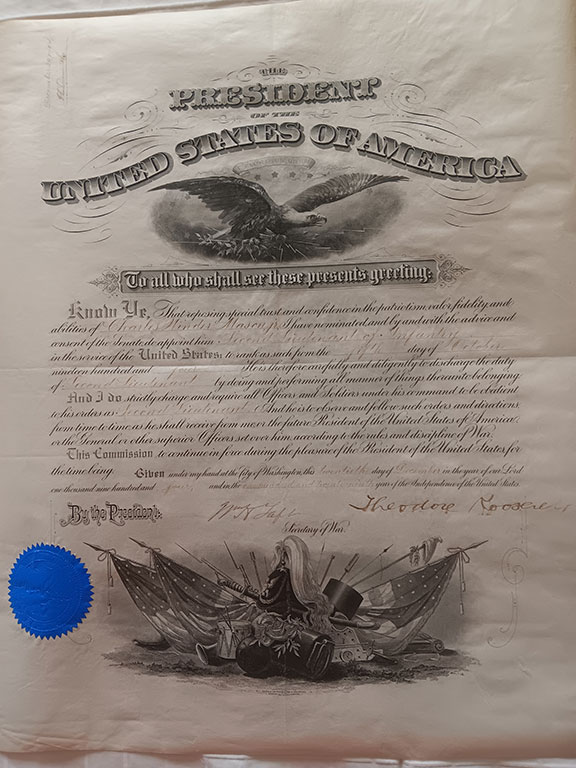 THE
PRESIDENT
OF THE
UNITED STATES OF AMERICA
To all who shall see these presents greeting:
Know Ye, That reposing special trust and confidence in the patriotism, valor, fidelity and
abilities of Charles Mason, I have nominated and by and with the advice and
consent of the Senate do appoint him Second Lieutenant of Infantry
in the service of the United States: to rank as such from the day of October
nineteen hundred and He is therefore carefully and diligently to discharge the duty
of Second Lieutenant by doing and performing all manner of things thereunto belonging.
And I do strictly charge and require all Officers and Soldiers under his command to be obedient
to his orders as Second Lieutenant. And he is to observe and follow such orders and directions
from time to time as he shall receive from me or the future President of the United States of America,
or the General or other superior Officers set over him, according to the rules and discipline of War.
This Commission to continue in force during the pleasure of the President of the United States for
the time being. Given under my hand at the City of Washington, this twentieth day of December in the year of our Lord
one thousand nine hundred and four, and in the one hundred and twenty ninth year of the Independence of the United States.
By the President:
Wm H Taft
Theodore Roosevelt
Secretary of War.